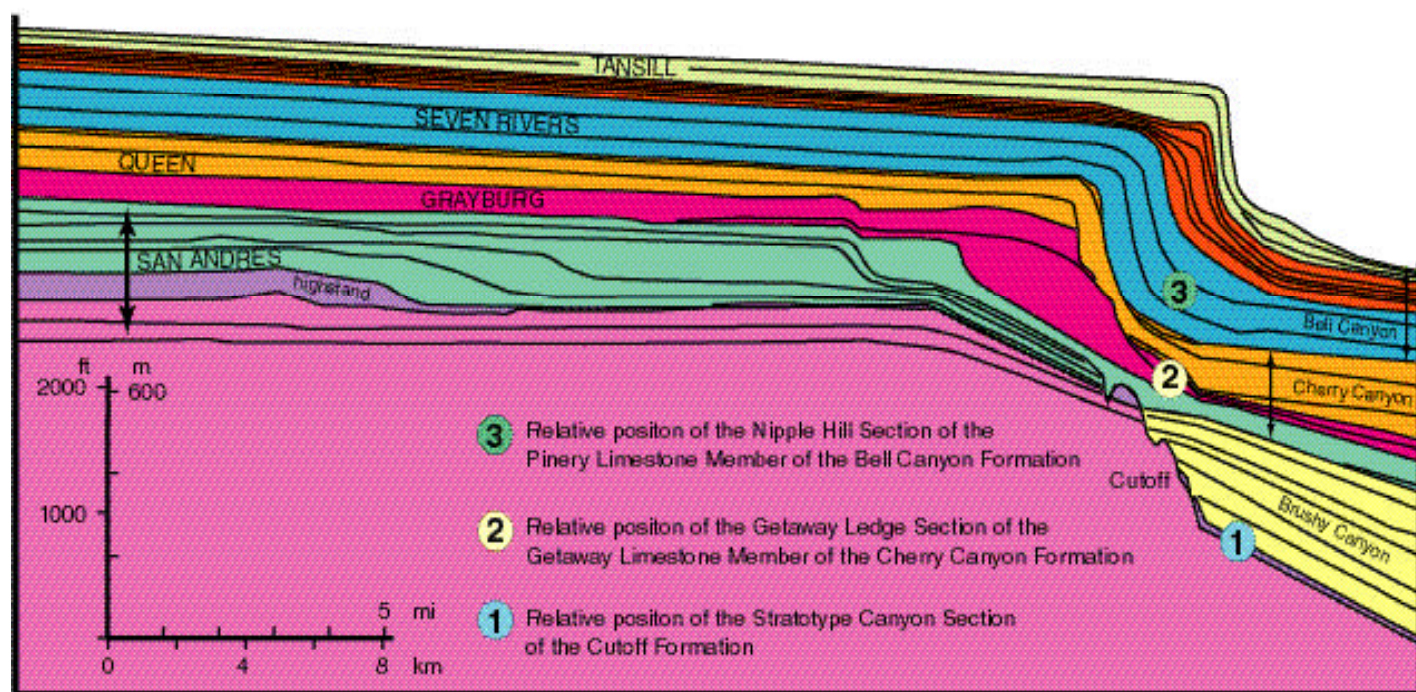 TANSILL
SEVEN RIVERS
QUEEN
GRAYBURG
SAN ANDRES
highstand
3
Bell Canyon
2
Cherry Canyon
ft m
2000 600
3 Relative positon of the Nipple Hill Section of the
Pinery Limestone Member of the Bell Canyon Formation
Cutoff
1000
2 Relative positon of the Getaway Ledge Section of the
Getaway Limestone Member of the Cherry Canyon Formation
Brushy Canyon
1
5 mi
1 Relative positon of the Stratotype Canyon Section
of the Cutoff Formation
0 4 8 km